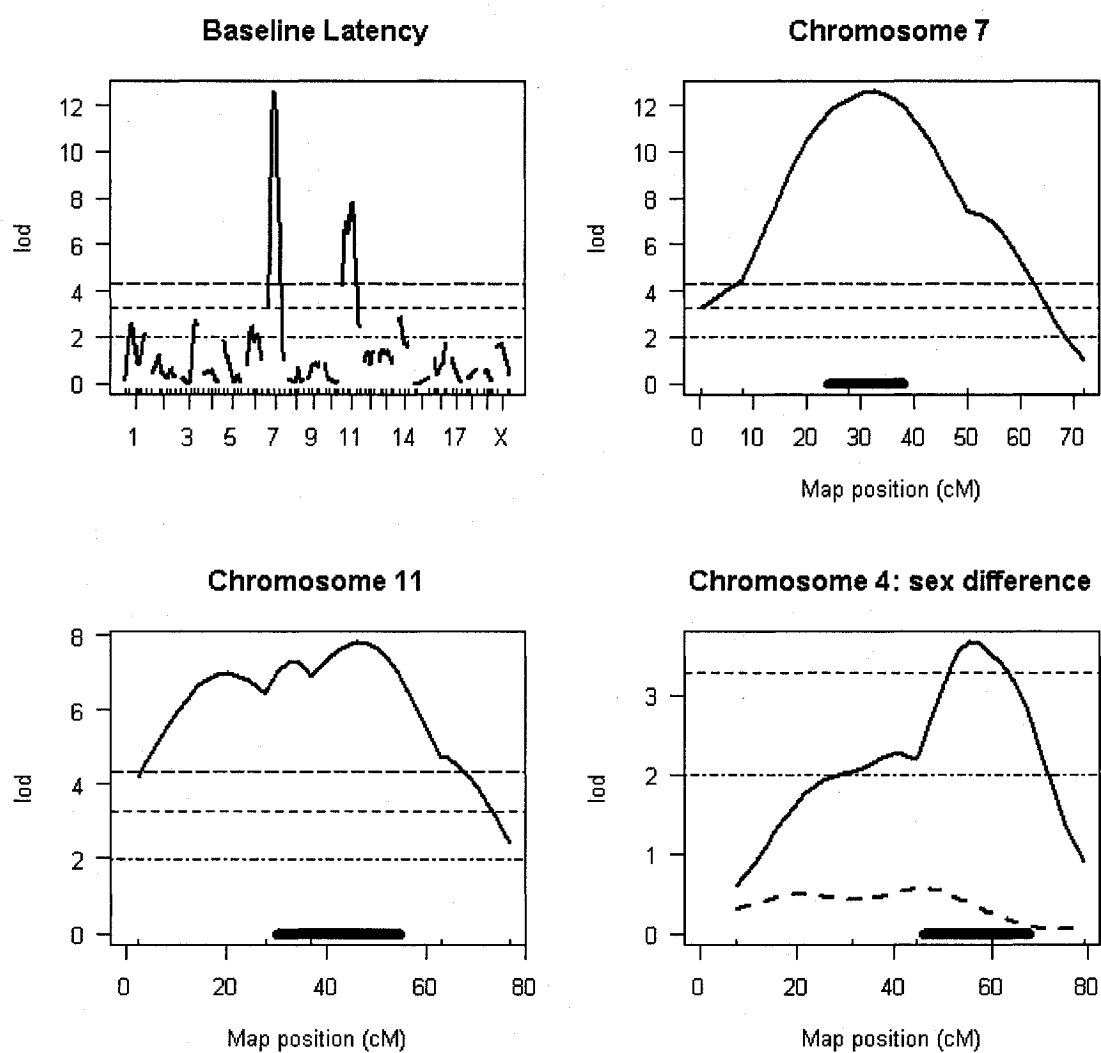 Baseline Latency
12
10
8
6
4
2
0
lod
1 3 5 7 9 11 14 17 X
Chromosome 7
12
10
8
6
4
2
0
lod
0 10 20 30 40 50 60 70
Map position (cM)
Chromosome 11
8
6
4
2
0
lod
0 20 40 60 80
Map position (cM)
Chromosome 4: sex difference
3
2
1
0
lod
0 20 40 60 80
Map position (cM)